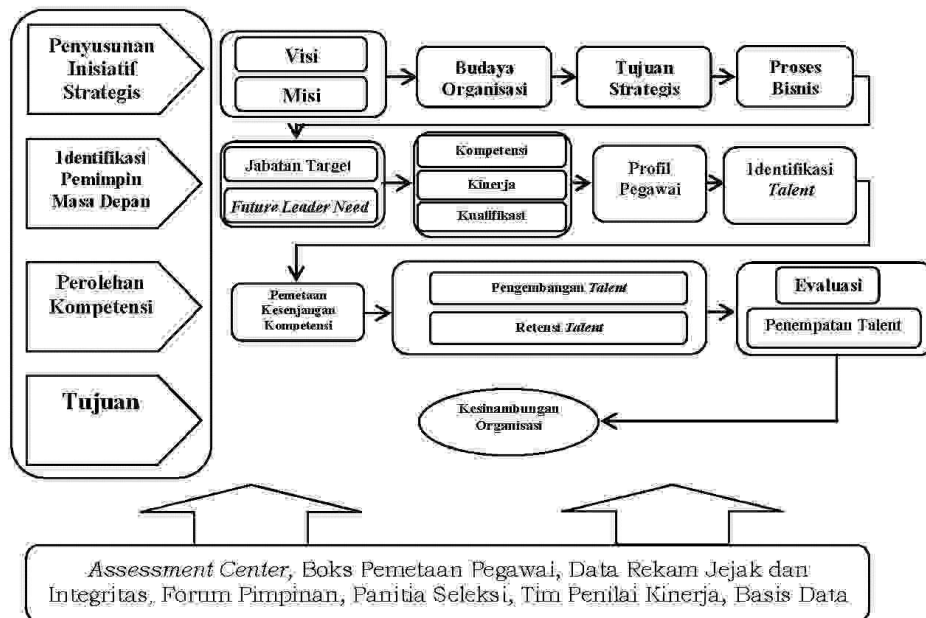 Penyusunan
Inisiatif
Strategis
Visi
Misi
Budaya
Organisasi
Tujuan
Strategis
Proses
Bisnis
Identifikasi
Pemimpin
Masa Depan
Jabatan Target
Future Leader Need
Kompetensi
Kinerja
Kualifikasi
Profil
Pegawai
Identifikasi
Talent
Perolehan
Kompetensi
Pemetaan
Kesenjangan
Kompetensi
Pengembangan Talent
Retensi Talent
Evaluasi
Penempatan Talent
Tujuan
Kesinambungan
Organisasi
Assessment Center, Boks Pemetaan Pegawai, Data Rekam Jejak dan
Integritas, Forum Pimpinan, Panitia Seleksi, Tim Penilai Kinerja, Basis Data